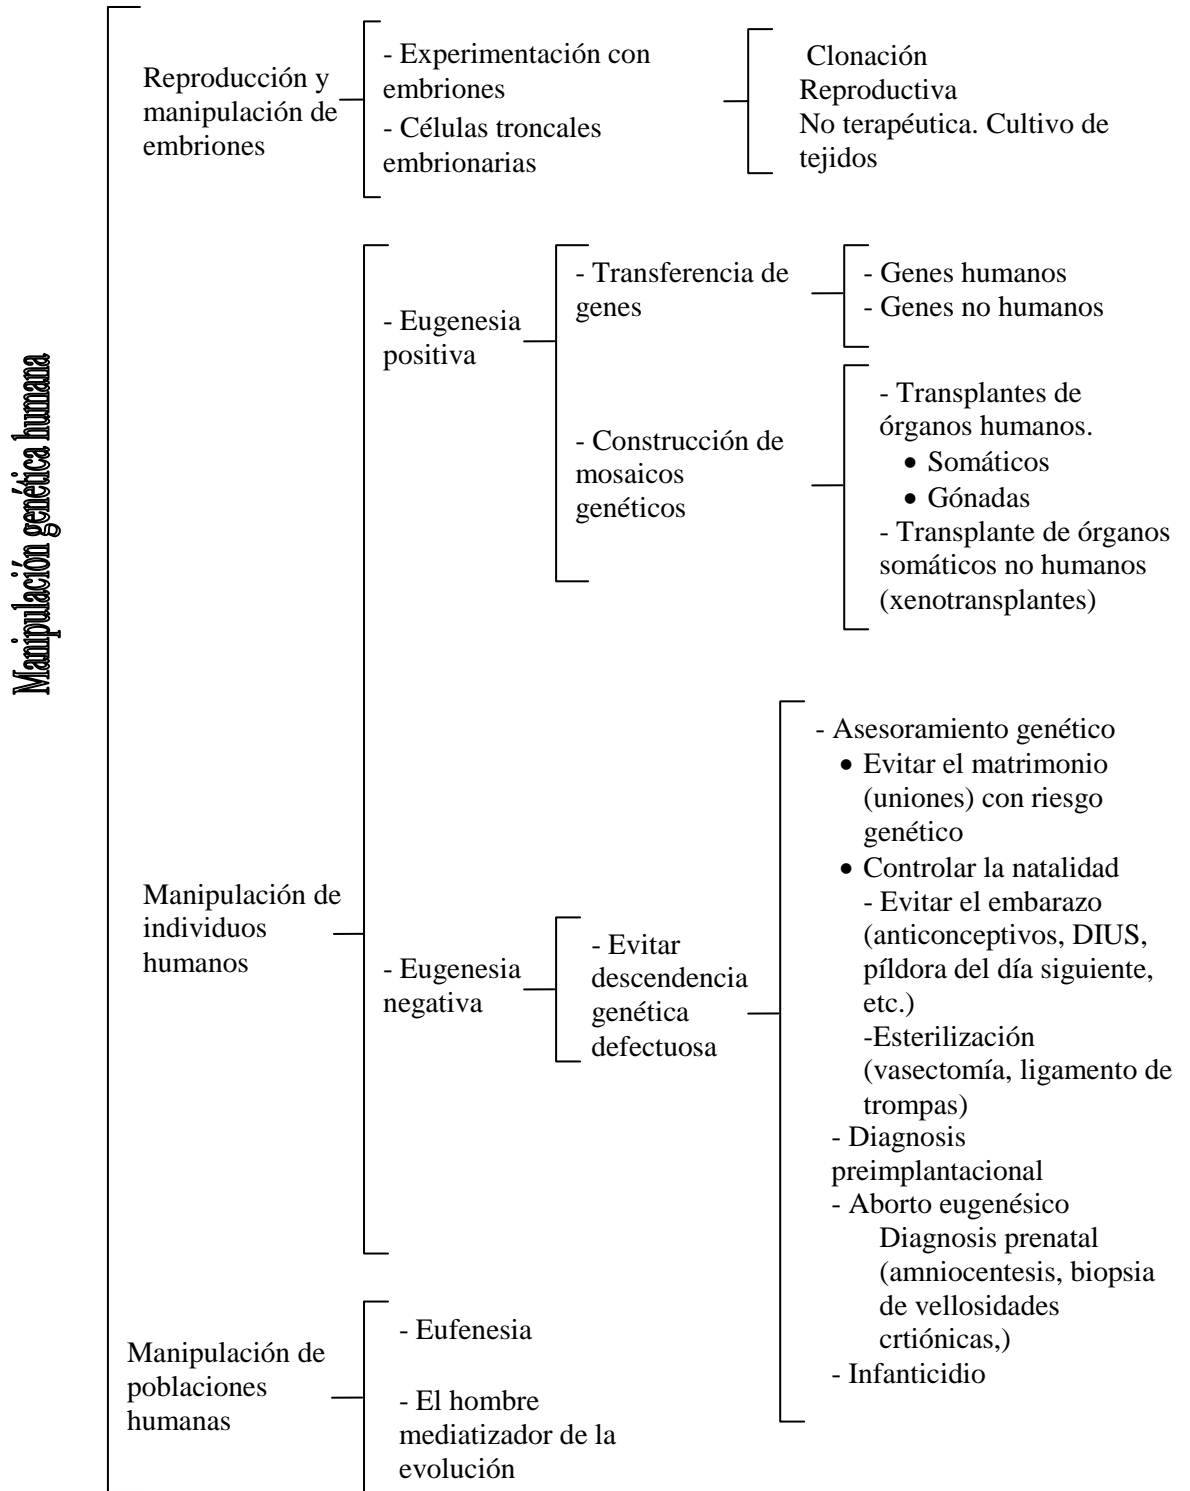 Manipulación genética humana
Reproducción y
manipulación de
embriones
- Experimentación con
embriones
- Células troncales
embrionarias
Clonación
Reproductiva
No terapéutica. Cultivo de
tejidos
Manipulación de
individuos
humanos
- Eugenesia
positiva
- Transferencia de
genes
- Genes humanos
- Genes no humanos
- Construcción de
mosaicos
genéticos
- Transplantes de
órganos humanos.
• Somáticos
• Gónadas
- Transplante de órganos
somáticos no humanos
(xenotransplantes)
- Eugenesia
negativa
- Evitar
descendencia
genética
defectuosa
- Asesoramiento genético
• Evitar el matrimonio
(uniones) con riesgo
genético
• Controlar la natalidad
- Evitar el embarazo
(anticonceptivos, DIUS,
píldora del día siguiente,
etc.)
-Esterilización
(vasectomía, ligamento de
trompas)
- Diagnosis
preimplantacional
- Aborto eugenésico
Diagnosis prenatal
(amniocentesis, biopsia
de vellosidades
crtiónicas,)
- Infanticidio
Manipulación de
poblaciones
humanas
- Eufenesia
- El hombre
mediatizador de la
evolución